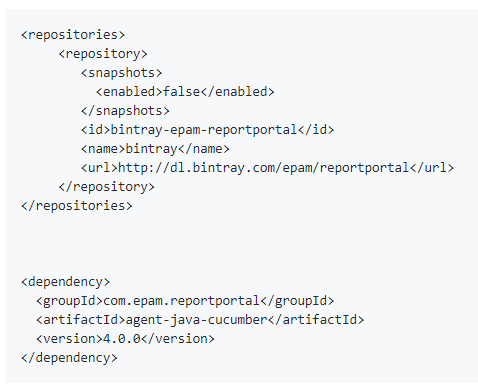 <repositories>
     <repository>
        <snapshots>
          <enabled>false</enabled>
        </snapshots>
        <id>bintray-epam-reportportal</id>
        <name>bintray</name>
        <url>http://dl.bintray.com/epam/reportportal</url>
     </repository>
</repositories>
<dependency>
  <groupId>com.epam.reportportal</groupId>
  <artifactId>agent-java-cucumber</artifactId>
  <version>4.0.0</version>
</dependency>